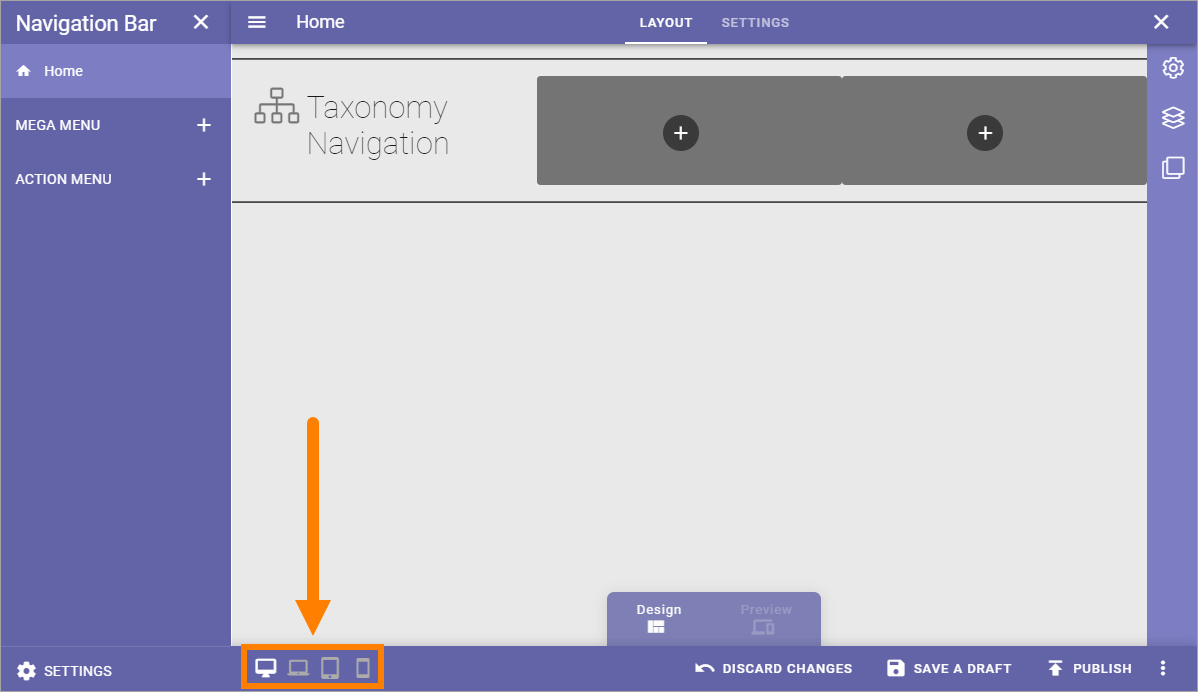 Navigation Bar
Home
LAYOUT
SETTINGS
Home
MEGA MENU
ACTION MENU
Taxonomy
Navigation
Design
Preview
SETTINGS
DISCARD CHANGES
SAVE A DRAFT
PUBLISH